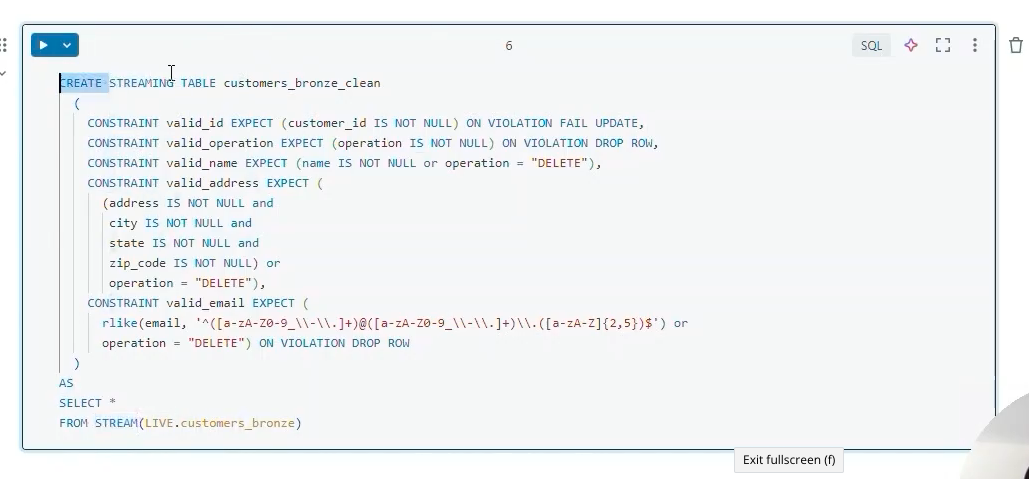 6
SQL
CREATE STREAMING TABLE customers_bronze_clean
(
CONSTRAINT valid_id EXPECT (customer_id IS NOT NULL) ON VIOLATION FAIL UPDATE,
CONSTRAINT valid_operation EXPECT (operation IS NOT NULL) ON VIOLATION DROP ROW,
CONSTRAINT valid_name EXPECT (name IS NOT NULL or operation = "DELETE"),
CONSTRAINT valid_address EXPECT (
(address IS NOT NULL and
city IS NOT NULL and
state IS NOT NULL and
zip_code IS NOT NULL) or
operation = "DELETE"),
CONSTRAINT valid_email EXPECT (
rlike(email, '^([a-zA-Z0-9_\\-\\.]+)@([a-zA-Z0-9_\\-\\.]+)\\.([a-zA-Z]{2,5})$') or
operation = "DELETE") ON VIOLATION DROP ROW
)
AS
SELECT *
FROM STREAM(LIVE.customers_bronze)
Exit fullscreen (f)